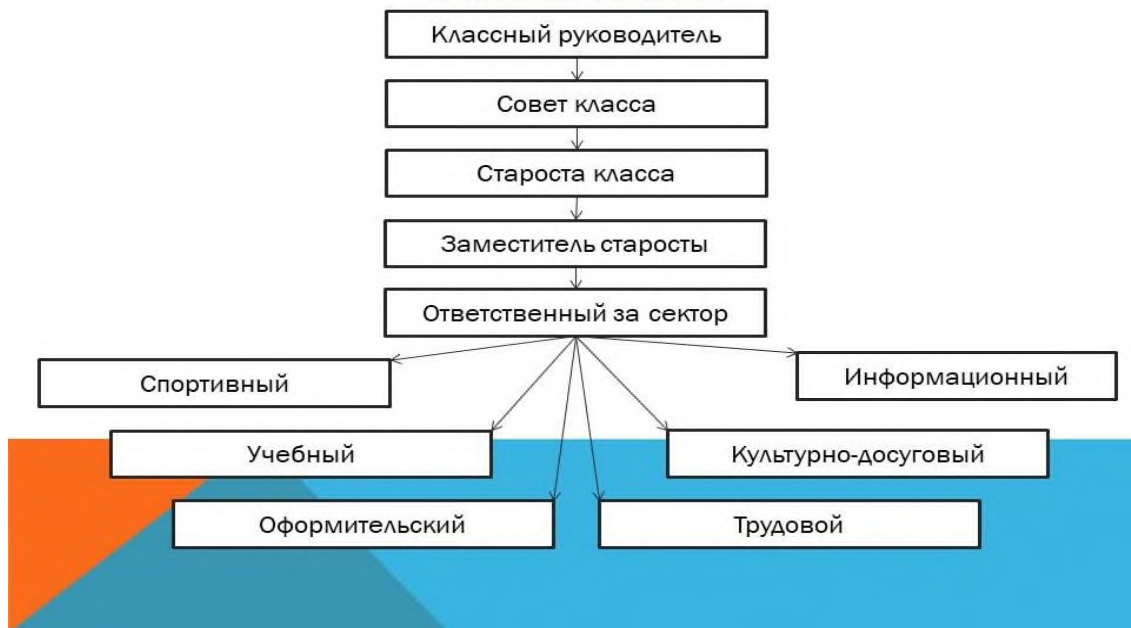 Классный руководитель
Совет класса
Староста класса
Заместитель старосты
Ответственный за сектор
Спортивный
Информационный
Учебный
Культурно-досуговый
Оформительский
Трудовой